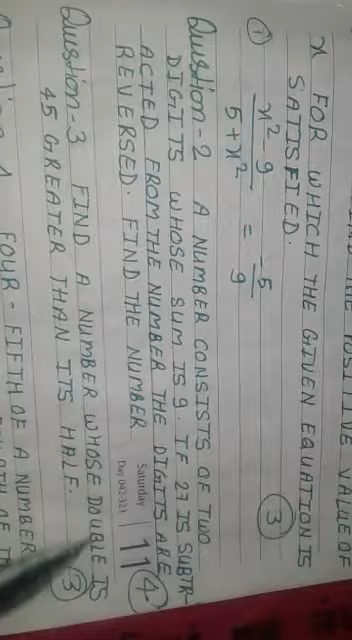 THE POSITIVE VALUE OF
x FOR WHICH THE GIVEN EQUATION IS
SATISFIED. (3)
① x² - 9 / 5 + x² = -5 / 9
Question-2 A NUMBER CONSISTS OF TWO
DIGITS WHOSE SUM IS 9. IF 27 IS SUBTR-
ACTED FROM THE NUMBER THE DIGITS ARE
REVERSED. FIND THE NUMBER (4)
Saturday 11
Day 042-323
Question-3 FIND A NUMBER WHOSE DOUBLE IS
45 GREATER THAN ITS HALF. (3)
FOUR-FIFTH OF A NUMBER